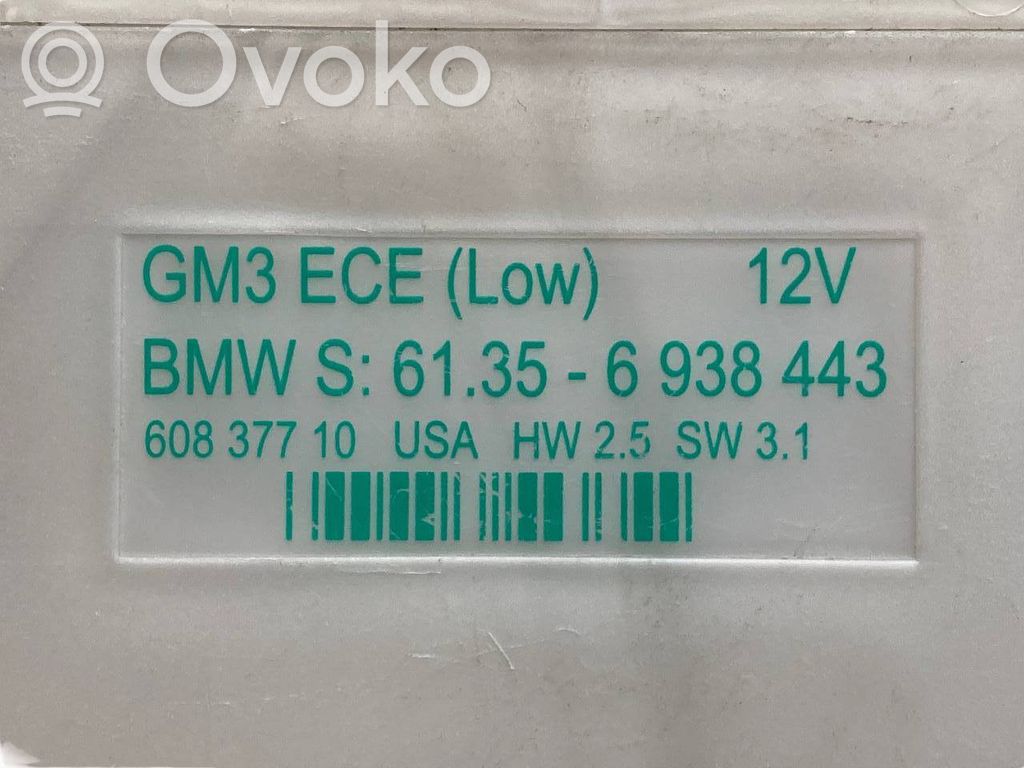 Ovoko
GM3 ECE (Low) 12V
BMW S: 61.35 - 6 938 443
608 377 10 USA HW 2.5 SW 3.1